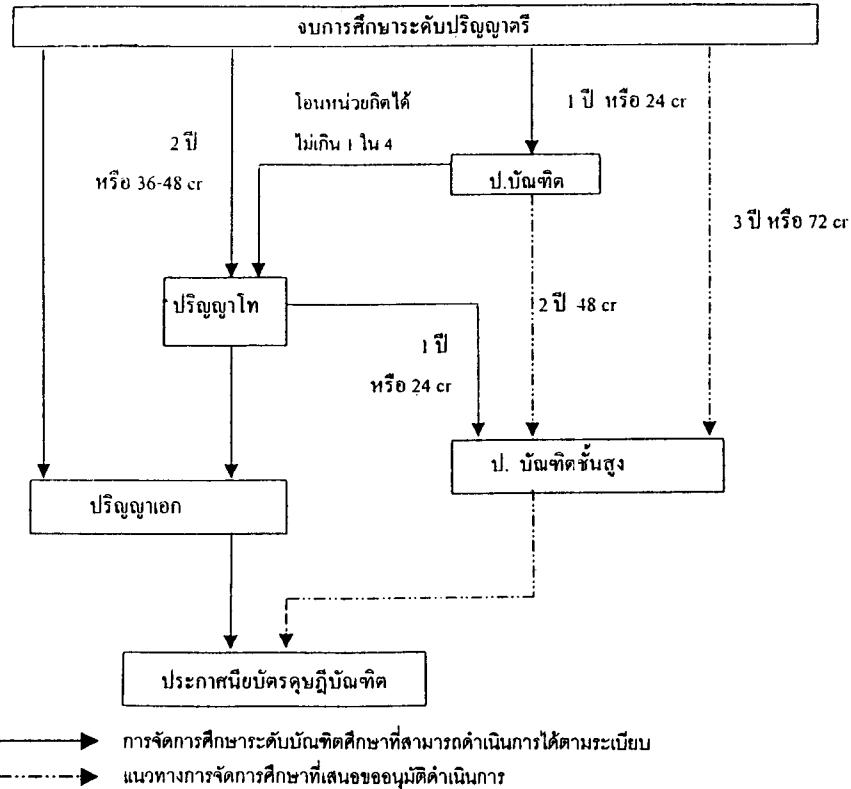 จบการศึกษาระดับปริญญาตรี
โอนหน่วยกิตได้
ไม่เกิน 1 ใน 4
1 ปี หรือ 24 cr
2 ปี
หรือ 36-48 cr
ป.บัณฑิต
3 ปี หรือ 72 cr
ปริญญาโท
2 ปี 48 cr
1 ปี
หรือ 24 cr
ป. บัณฑิตชั้นสูง
ปริญญาเอก
ประกาศนียบัตรดุษฎีบัณฑิต
การจัดการศึกษาระดับบัณฑิตศึกษาที่สามารถดำเนินการได้ตามระเบียบ
แนวทางการจัดการศึกษาที่เสนอขออนุมัติดำเนินการ